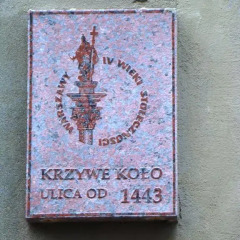 IV WIEKI STOŁECZNOŚCI
WARSZAWY
KRZYWE KOŁO
ULICA OD 1443